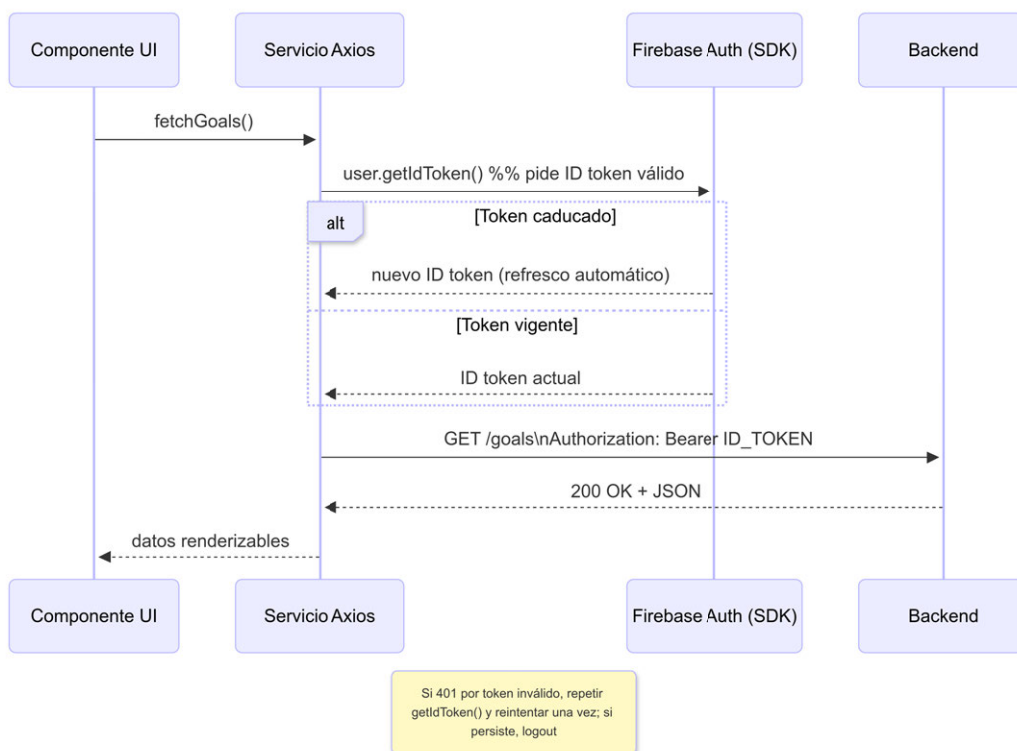 Componente UI
Servicio Axios
Firebase Auth (SDK)
Backend
fetchGoals()
user.getIdToken() %% pide ID token válido
alt
[Token caducado]
nuevo ID token (refresco automático)
[Token vigente]
ID token actual
GET /goals\nAuthorization: Bearer ID_TOKEN
200 OK + JSON
datos renderizables
Componente UI
Servicio Axios
Firebase Auth (SDK)
Backend
Si 401 por token inválido, repetir
getIdToken() y reintentar una vez; si
persiste, logout